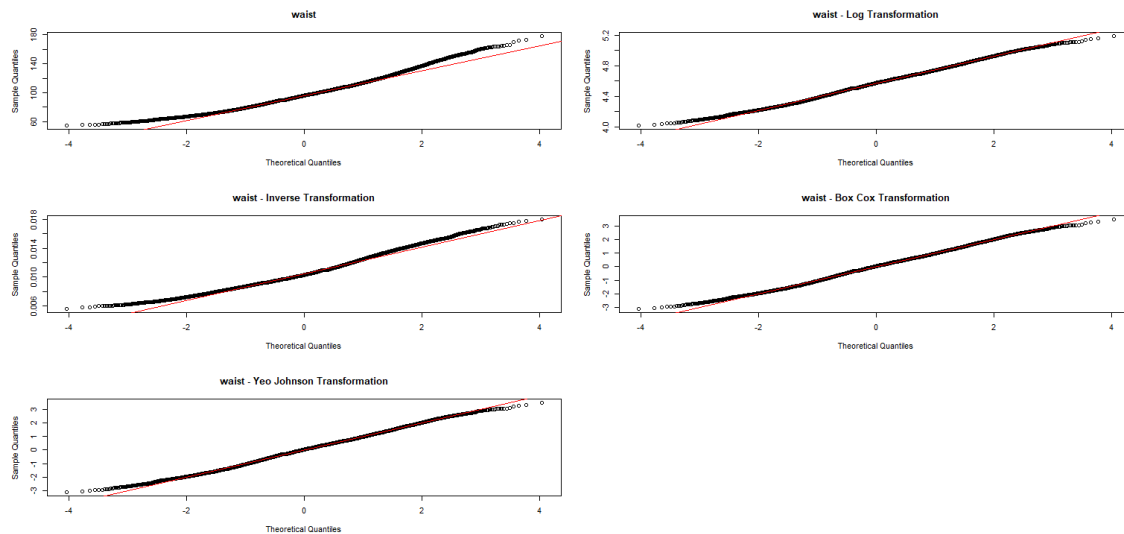 waist
Sample Quantiles
180
140
100
60
-4 -2 0 2 4
Theoretical Quantiles
waist - Log Transformation
Sample Quantiles
5.2
4.8
4.4
4.0
-4 -2 0 2 4
Theoretical Quantiles
waist - Inverse Transformation
Sample Quantiles
0.018
0.014
0.010
0.006
-4 -2 0 2 4
Theoretical Quantiles
waist - Box Cox Transformation
Sample Quantiles
3
2
1
0
-1
-2
-3
-4 -2 0 2 4
Theoretical Quantiles
waist - Yeo Johnson Transformation
Sample Quantiles
3
2
1
0
-1
-2
-3
-4 -2 0 2 4
Theoretical Quantiles